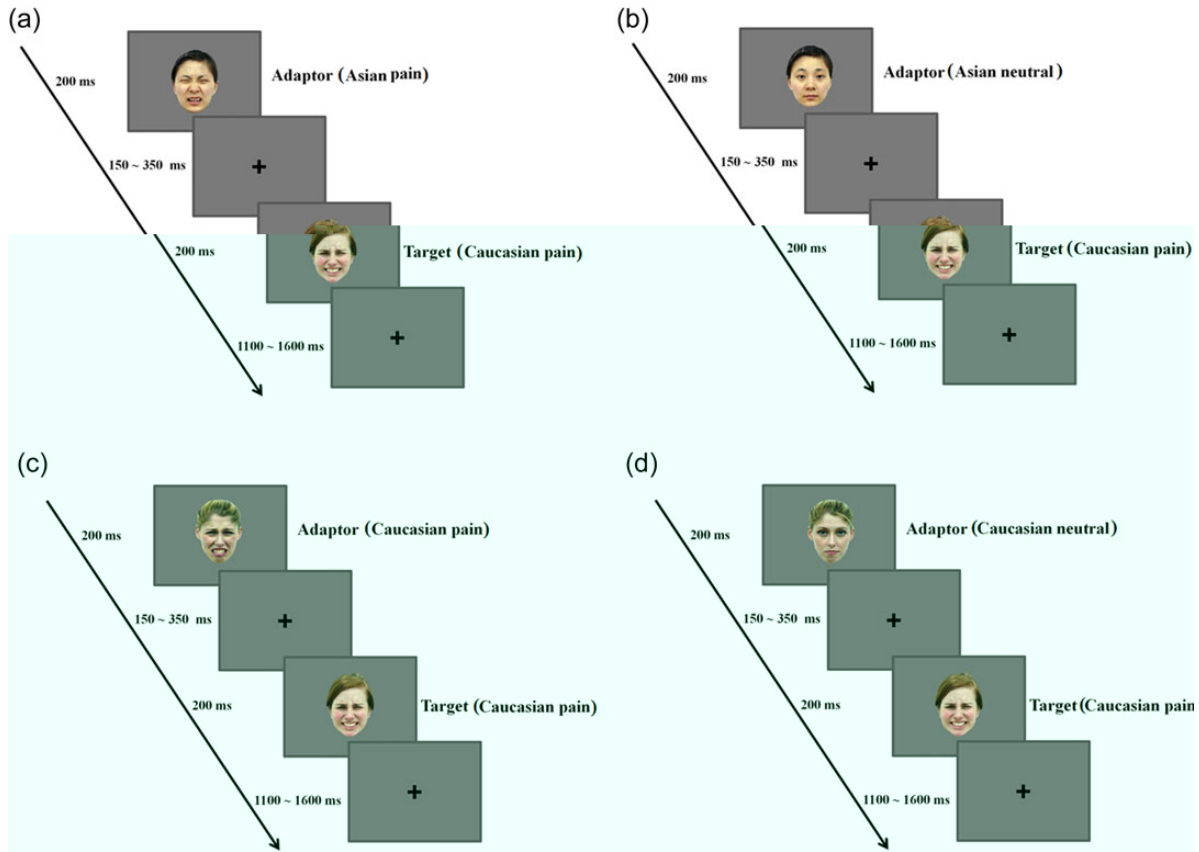 (a)
200 ms
Adaptor (Asian pain)
150 ~ 350 ms
200 ms
Target (Caucasian pain)
1100 ~ 1600 ms
(b)
200 ms
Adaptor (Asian neutral)
150 ~ 350 ms
200 ms
Target (Caucasian pain)
1100 ~ 1600 ms
(c)
200 ms
Adaptor (Caucasian pain)
150 ~ 350 ms
200 ms
Target (Caucasian pain)
1100 ~ 1600 ms
(d)
200 ms
Adaptor (Caucasian neutral)
150 ~ 350 ms
200 ms
Target (Caucasian pain
1100 ~ 1600 ms